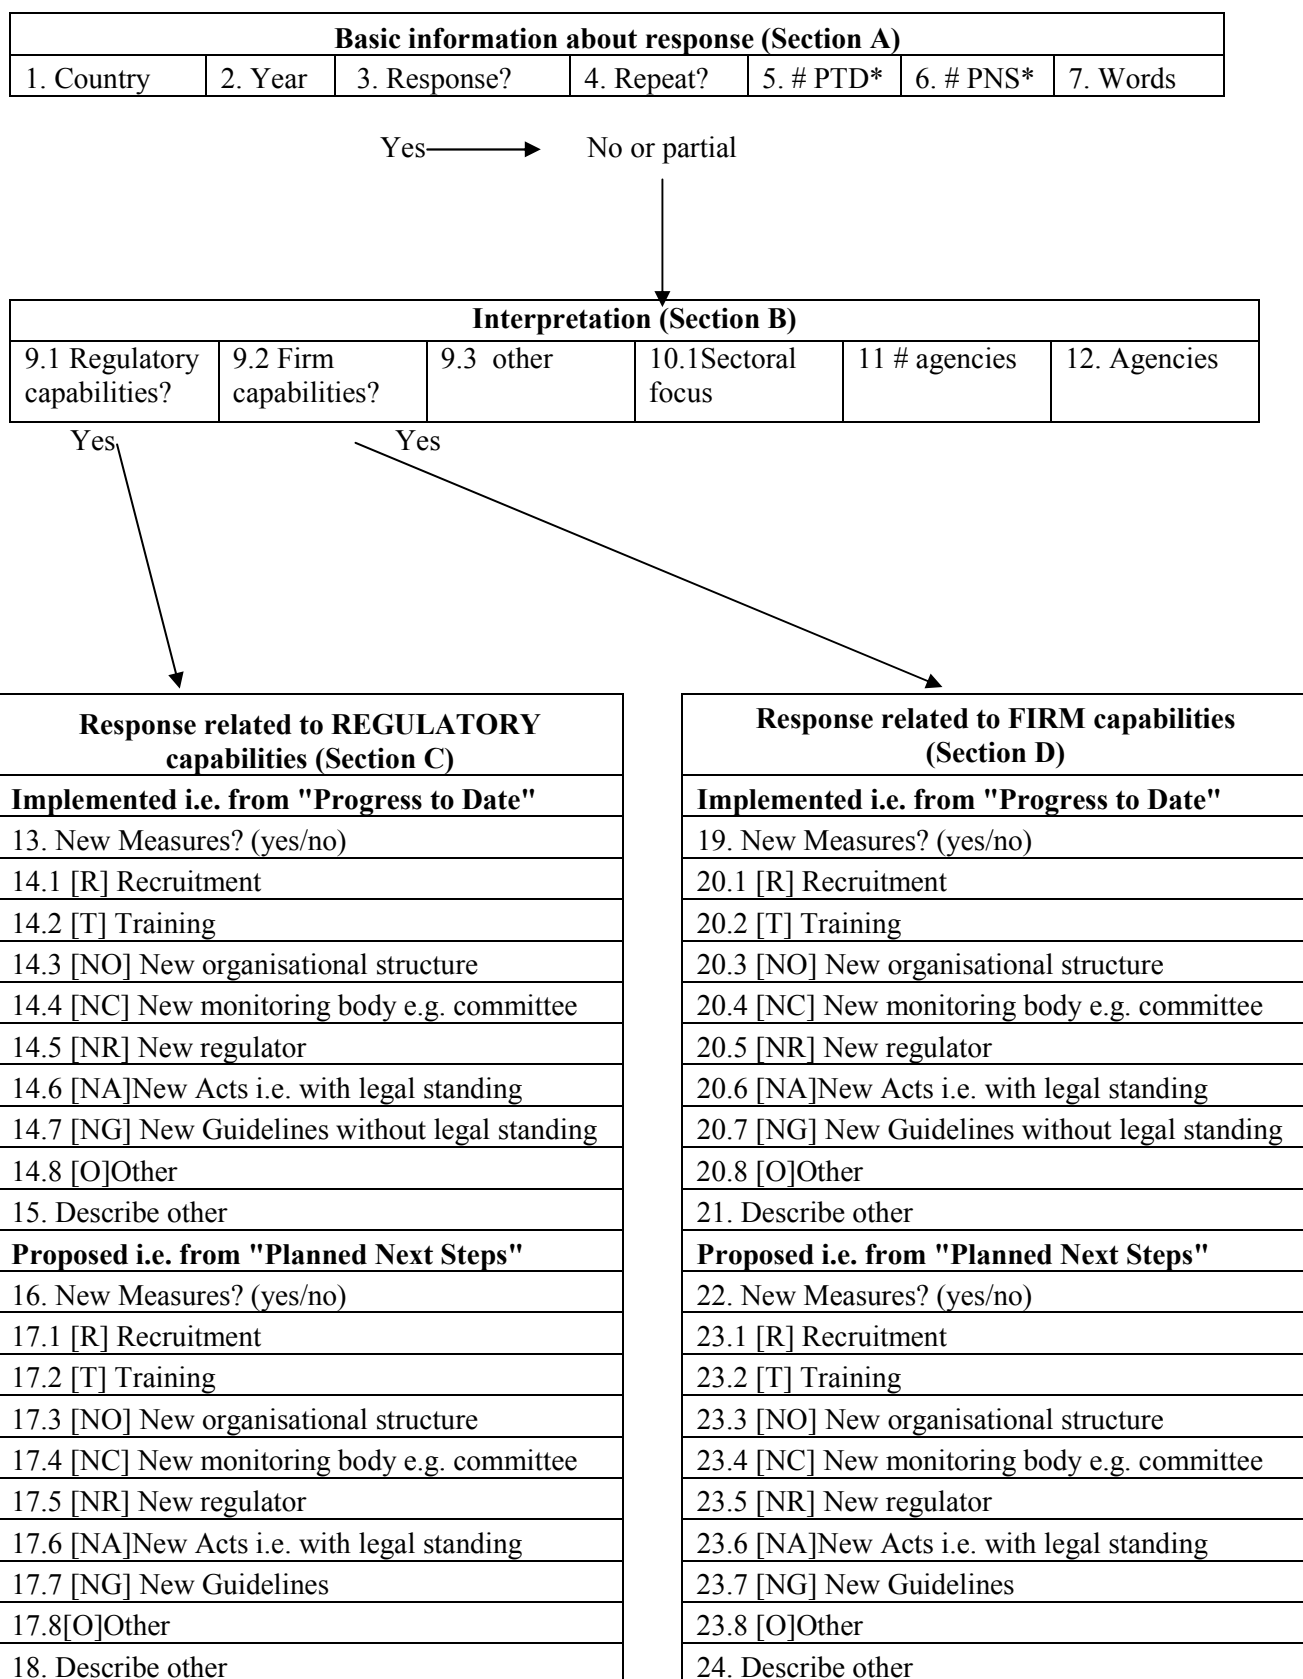 Basic information about response (Section A)
1. Country 2. Year 3. Response? 4. Repeat? 5. # PTD* 6. # PNS* 7. Words
Yes No or partial
Interpretation (Section B)
9.1 Regulatory capabilities? 9.2 Firm capabilities? 9.3 other 10.1Sectoral focus 11 # agencies 12. Agencies
Yes Yes
Response related to REGULATORY
capabilities (Section C)
Implemented i.e. from "Progress to Date"
13. New Measures? (yes/no)
14.1 [R] Recruitment
14.2 [T] Training
14.3 [NO] New organisational structure
14.4 [NC] New monitoring body e.g. committee
14.5 [NR] New regulator
14.6 [NA]New Acts i.e. with legal standing
14.7 [NG] New Guidelines without legal standing
14.8 [O]Other
15. Describe other
Proposed i.e. from "Planned Next Steps"
16. New Measures? (yes/no)
17.1 [R] Recruitment
17.2 [T] Training
17.3 [NO] New organisational structure
17.4 [NC] New monitoring body e.g. committee
17.5 [NR] New regulator
17.6 [NA]New Acts i.e. with legal standing
17.7 [NG] New Guidelines
17.8[O]Other
18. Describe other
Response related to FIRM capabilities
(Section D)
Implemented i.e. from "Progress to Date"
19. New Measures? (yes/no)
20.1 [R] Recruitment
20.2 [T] Training
20.3 [NO] New organisational structure
20.4 [NC] New monitoring body e.g. committee
20.5 [NR] New regulator
20.6 [NA]New Acts i.e. with legal standing
20.7 [NG] New Guidelines without legal standing
20.8 [O]Other
21. Describe other
Proposed i.e. from "Planned Next Steps"
22. New Measures? (yes/no)
23.1 [R] Recruitment
23.2 [T] Training
23.3 [NO] New organisational structure
23.4 [NC] New monitoring body e.g. committee
23.5 [NR] New regulator
23.6 [NA]New Acts i.e. with legal standing
23.7 [NG] New Guidelines
23.8 [O]Other
24. Describe other